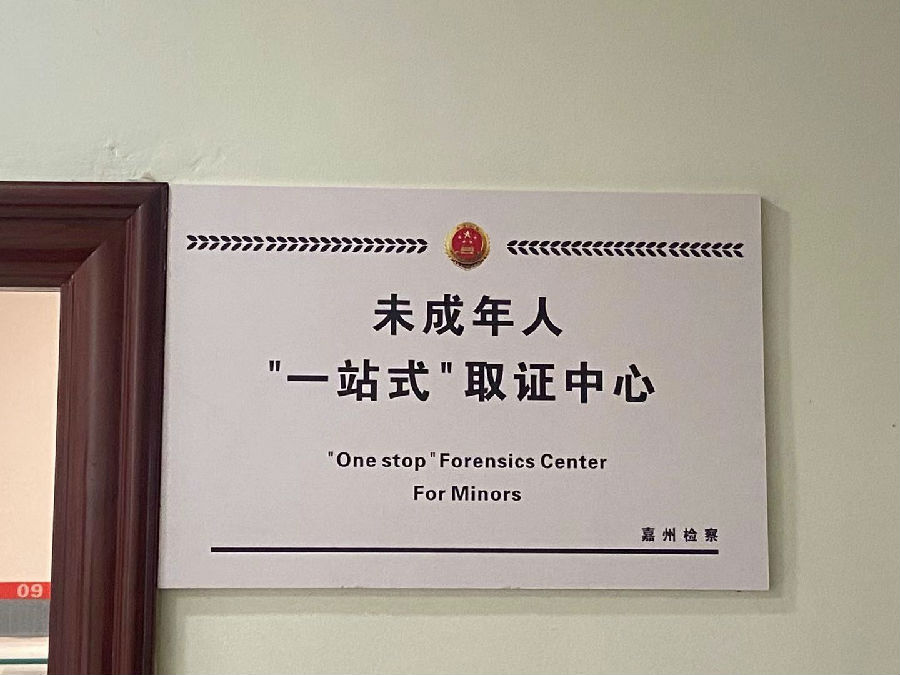 未成年人
"一站式"取证中心
"One stop"Forensics Center
For Minors
嘉州检察
09